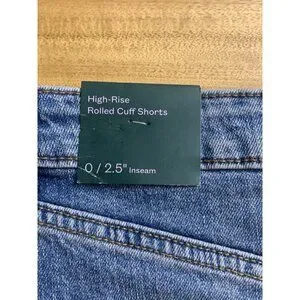 High-Rise
Rolled Cuff Shorts
0 / 2.5" Inseam